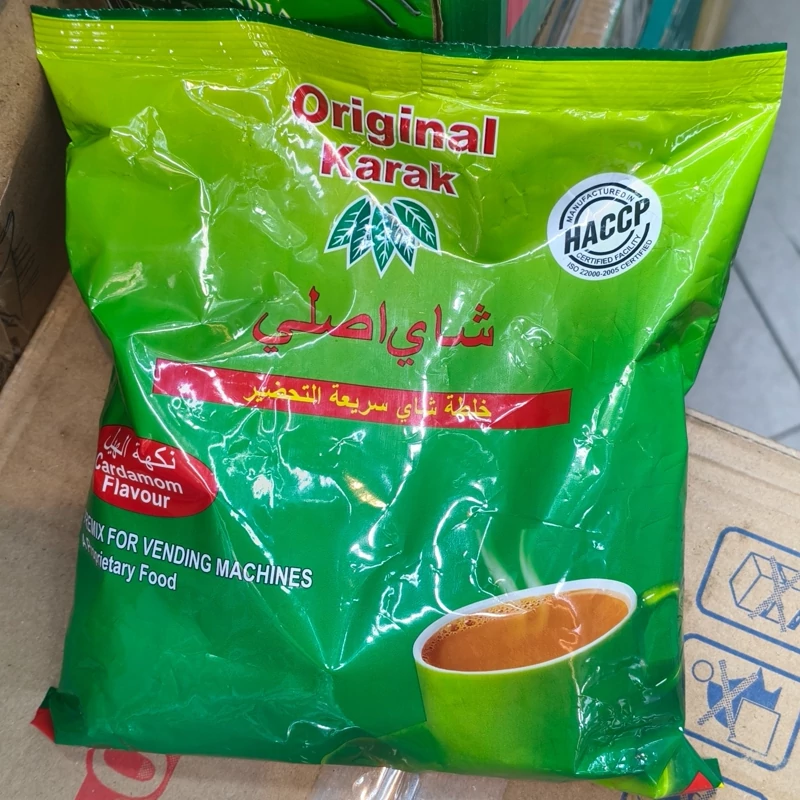 Original
Karak
MANUFACTURED IN
HACCP
CERTIFIED FACILITY
ISO 22000-2005 CERTIFIED
شاي اصلي
خلطة شاي سريعة التحضير
نكهة الهيل
Cardamom
Flavour
REMIX FOR VENDING MACHINES
Proprietary Food